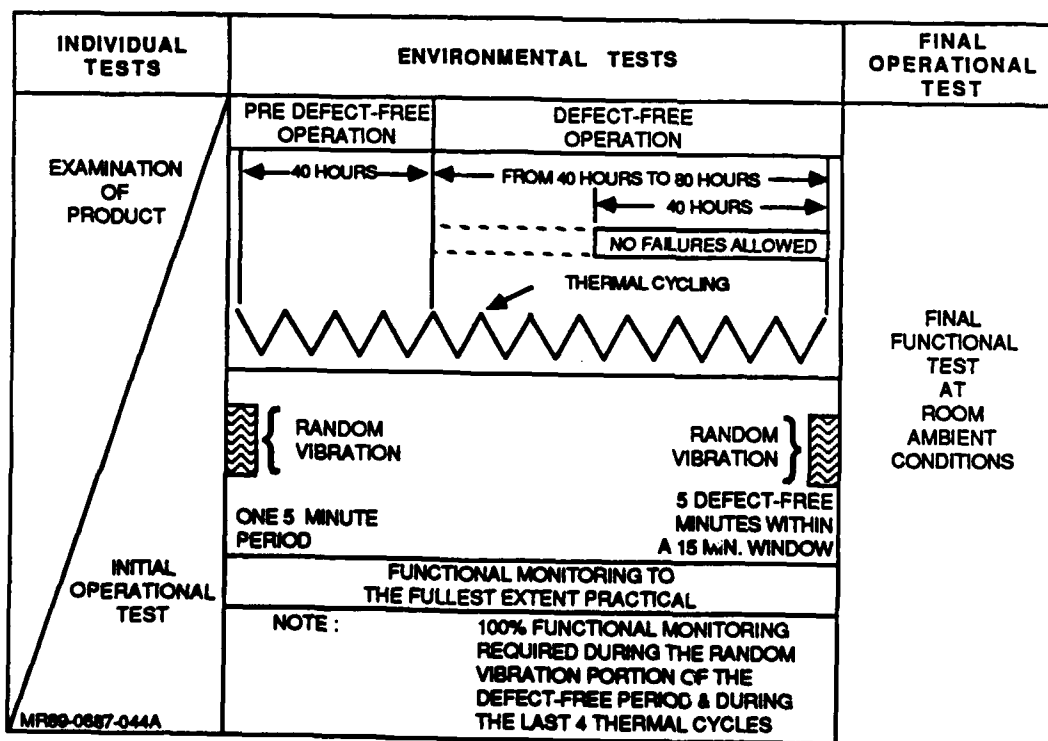 INDIVIDUAL
TESTS
ENVIRONMENTAL TESTS
FINAL
OPERATIONAL
TEST
EXAMINATION
OF
PRODUCT
INITIAL
OPERATIONAL
TEST
MR89-0687-044A
PRE DEFECT-FREE
OPERATION
DEFECT-FREE
OPERATION
40 HOURS
FROM 40 HOURS TO 80 HOURS
40 HOURS
NO FAILURES ALLOWED
THERMAL CYCLING
RANDOM
VIBRATION
RANDOM
VIBRATION
ONE 5 MINUTE
PERIOD
5 DEFECT-FREE
MINUTES WITHIN
A 15 MIN. WINDOW
FUNCTIONAL MONITORING TO
THE FULLEST EXTENT PRACTICAL
NOTE :
100% FUNCTIONAL MONITORING
REQUIRED DURING THE RANDOM
VIBRATION PORTION OF THE
DEFECT-FREE PERIOD & DURING
THE LAST 4 THERMAL CYCLES
FINAL
FUNCTIONAL
TEST
AT
ROOM
AMBIENT
CONDITIONS